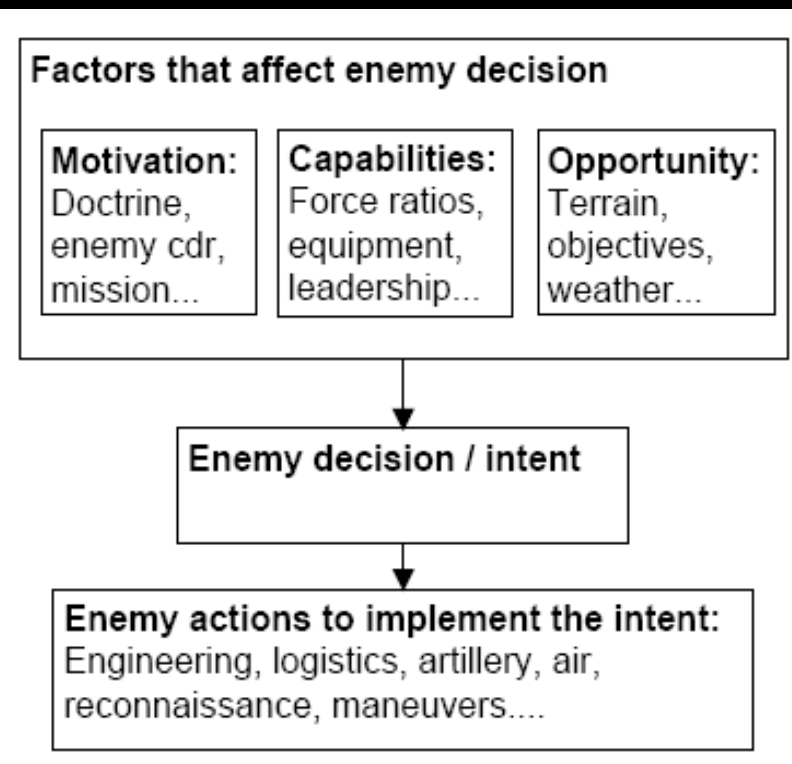 Factors that affect enemy decision
Motivation:
Doctrine,
enemy cdr,
mission...
Capabilities:
Force ratios,
equipment,
leadership...
Opportunity:
Terrain,
objectives,
weather...
Enemy decision / intent
Enemy actions to implement the intent:
Engineering, logistics, artillery, air,
reconnaissance, maneuvers....